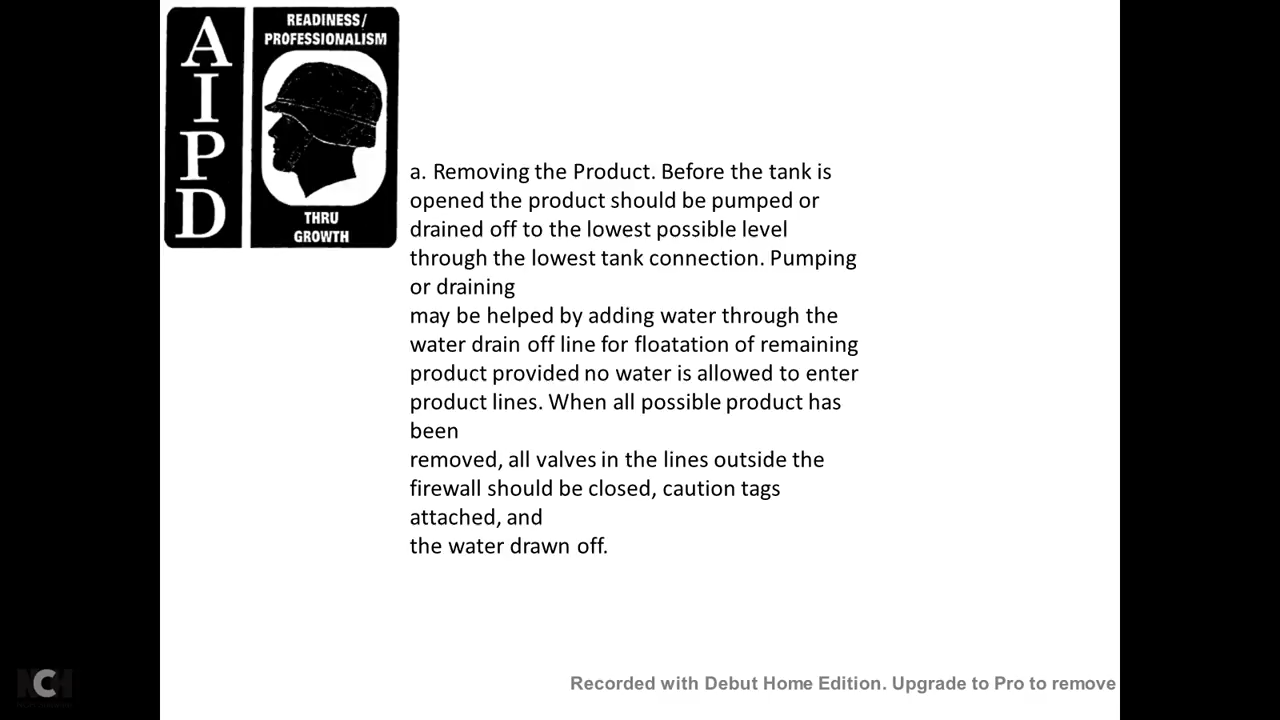 A
I
P
D
READINESS/
PROFESSIONALISM
THRU
GROWTH
a. Removing the Product. Before the tank is
opened the product should be pumped or
drained off to the lowest possible level
through the lowest tank connection. Pumping
or draining
may be helped by adding water through the
water drain off line for floatation of remaining
product provided no water is allowed to enter
product lines. When all possible product has
been
removed, all valves in the lines outside the
firewall should be closed, caution tags
attached, and
the water drawn off.
NCH
Recorded with Debut Home Edition. Upgrade to Pro to remove